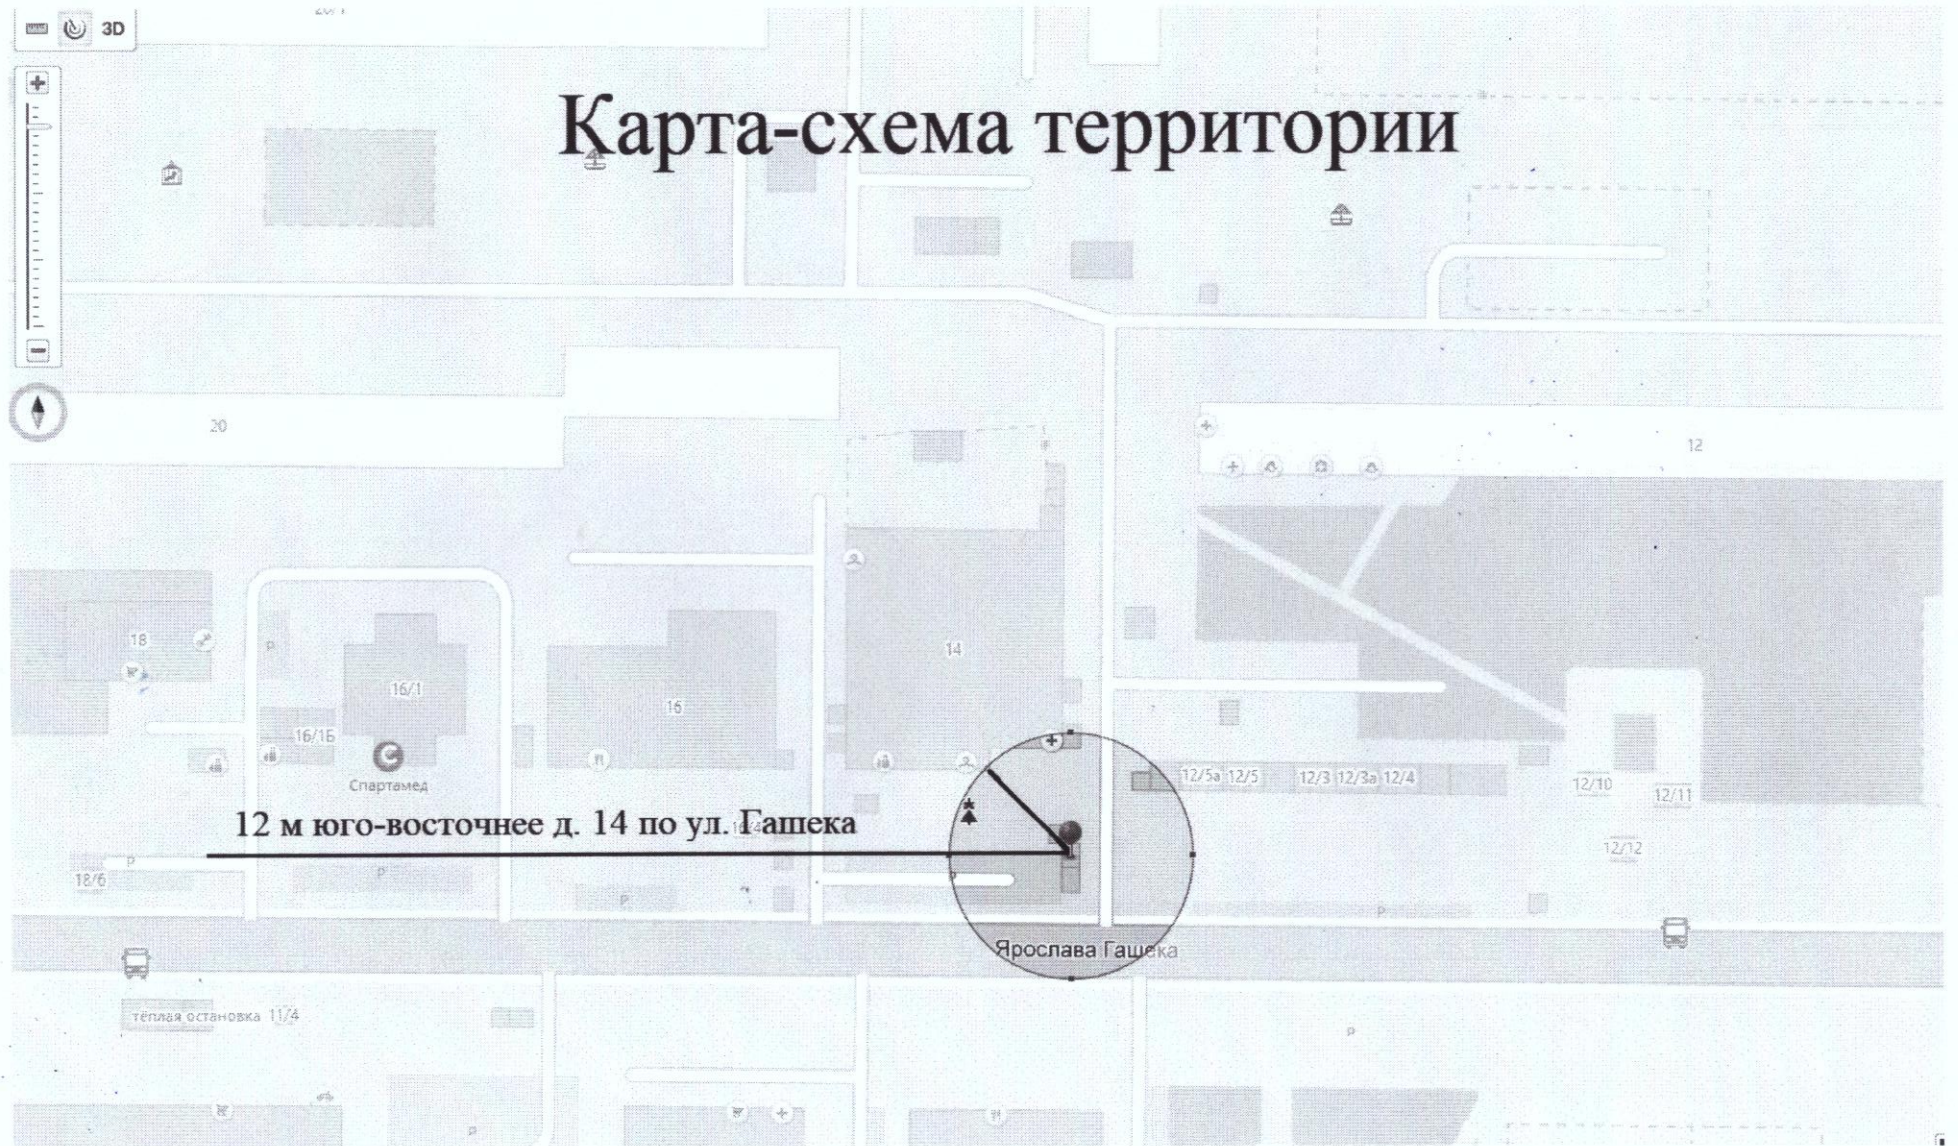 3D
Карта-схема территории
20
12
18
14
16/1
16
16/1Б
Спартамед
12/5а 12/5
12/3 12/3а 12/4
12/10
12/11
12 м юго-восточнее д. 14 по ул. Гашека
12/12
Р
Р
Р
Р
18/6
Р
Р
Ярослава Гашека
тёплая остановка 11/4
Р
Р